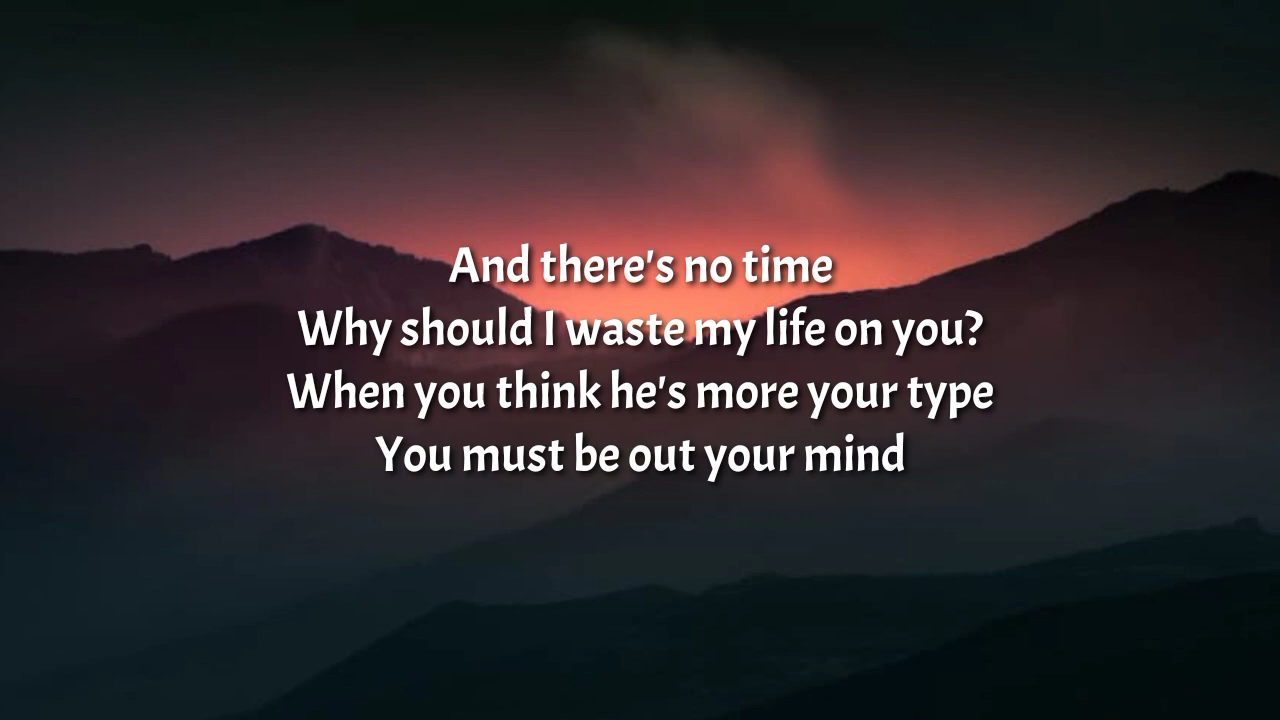 And there's no time
Why should I waste my life on you?
When you think he's more your type
You must be out your mind